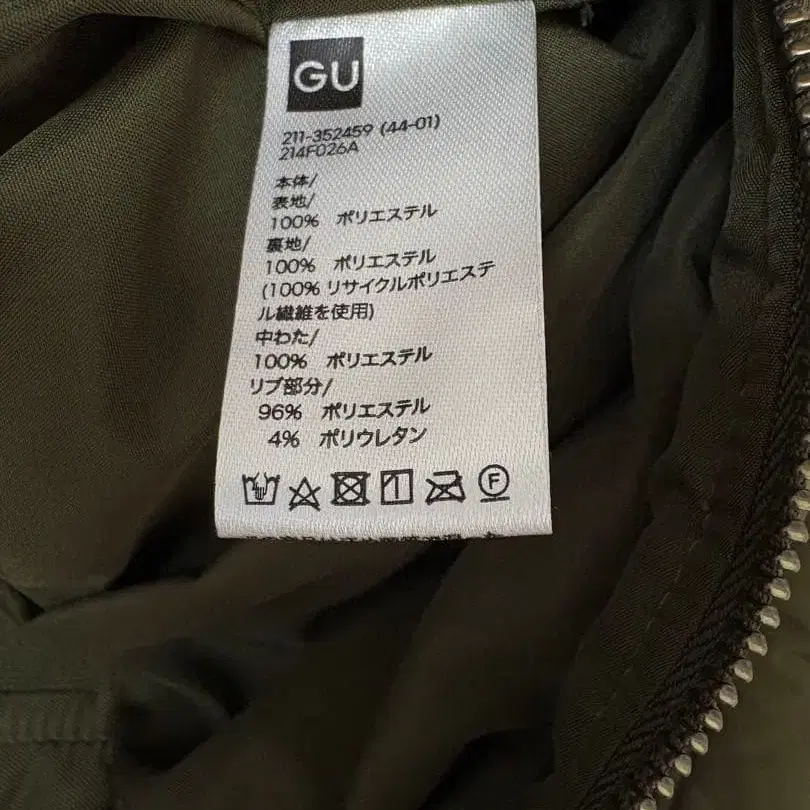 GU
211-352459 (44-01)
214F026A
本体/
表地/
100% ポリエステル
裏地/
100% ポリエステル
(100% リサイクルポリエステ
ル繊維を使用)
中わた/
100% ポリエステル
リブ部分/
96% ポリエステル
4% ポリウレタン
F